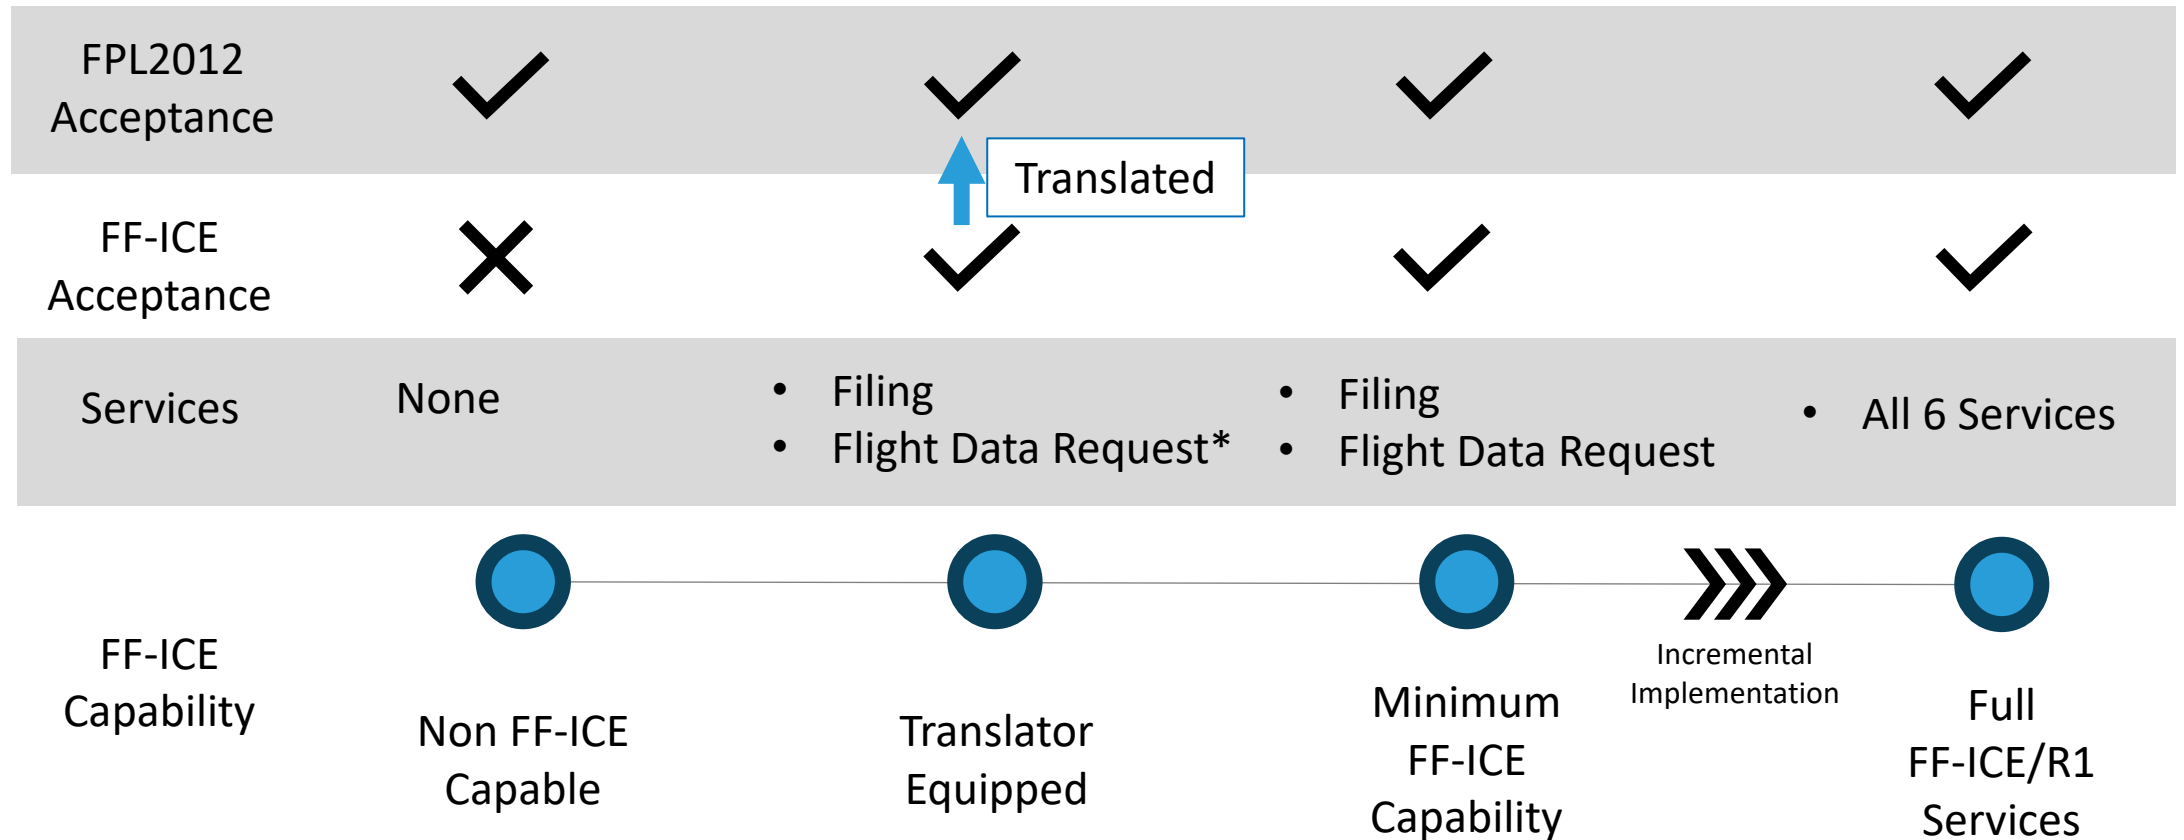 FPL2012
Acceptance
Translated
FF-ICE
Acceptance
Services
None
• Filing
• Flight Data Request*
• Filing
• Flight Data Request
• All 6 Services
FF-ICE
Capability
Non FF-ICE
Capable
Translator
Equipped
Minimum
FF-ICE
Capability
Incremental
Implementation
Full
FF-ICE/R1
Services